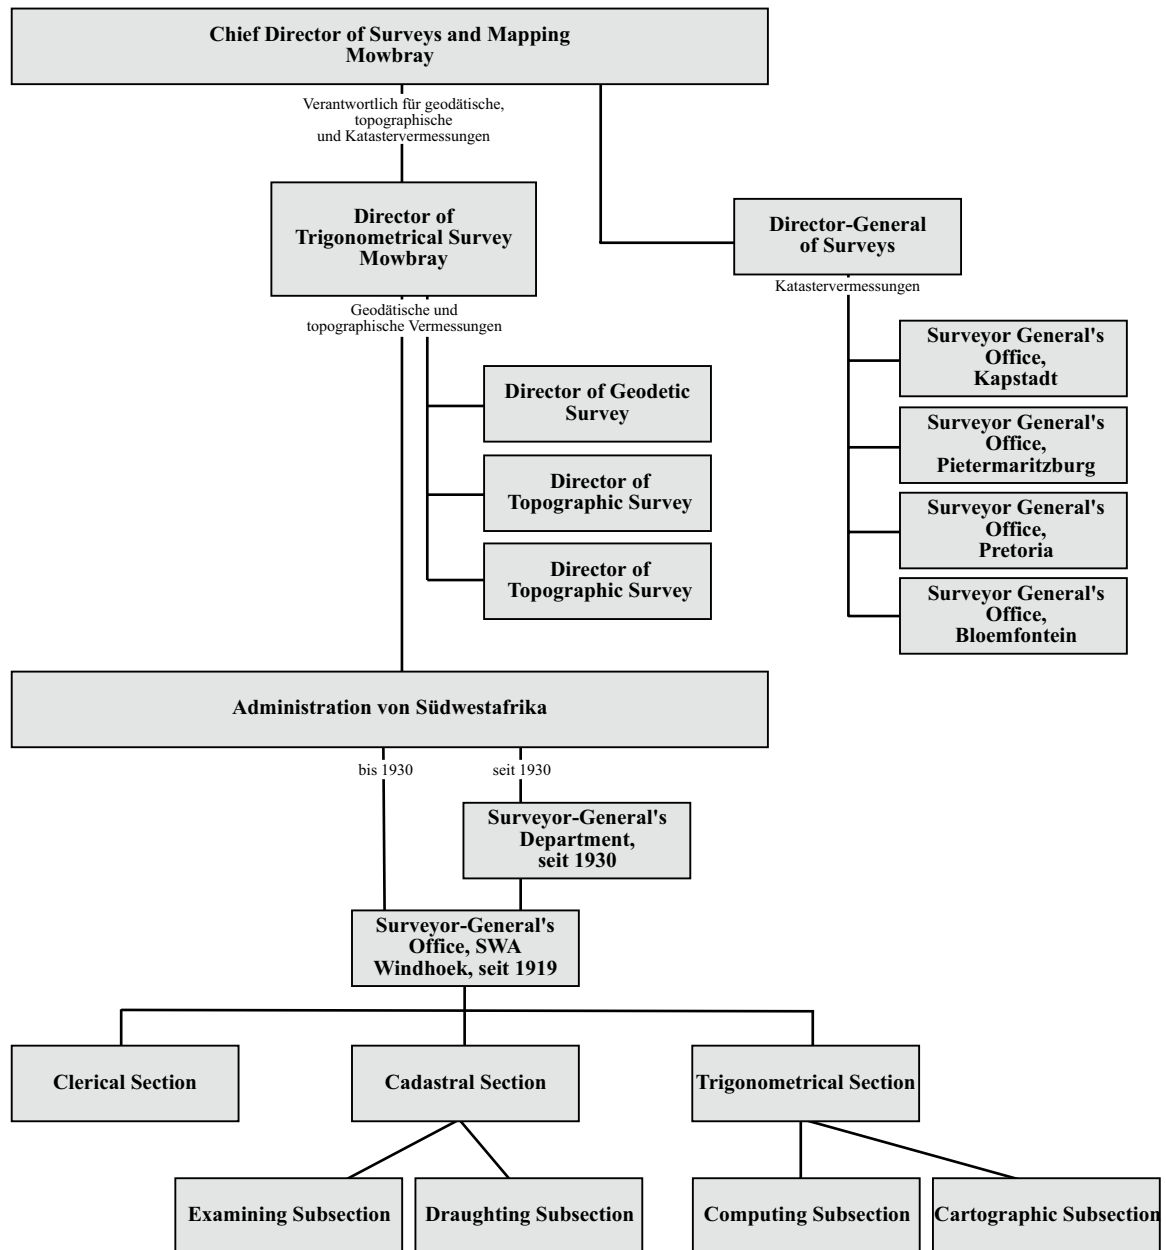 Chief Director of Surveys and Mapping
Mowbray
Verantwortlich für geodätische,
topographische
und Katastervermessungen
Director of
Trigonometrical Survey
Mowbray
Director-General
of Surveys
Geodätische und
topographische Vermessungen
Katastervermessungen
Surveyor General's
Office,
Kapstadt
Director of Geodetic
Survey
Surveyor General's
Office,
Pietermaritzburg
Director of
Topographic Survey
Surveyor General's
Office,
Pretoria
Director of
Topographic Survey
Surveyor General's
Office,
Bloemfontein
Administration von Südwestafrika
bis 1930
seit 1930
Surveyor-General's
Department,
seit 1930
Surveyor-General's
Office, SWA
Windhoek, seit 1919
Clerical Section
Cadastral Section
Trigonometrical Section
Examining Subsection
Draughting Subsection
Computing Subsection
Cartographic Subsection